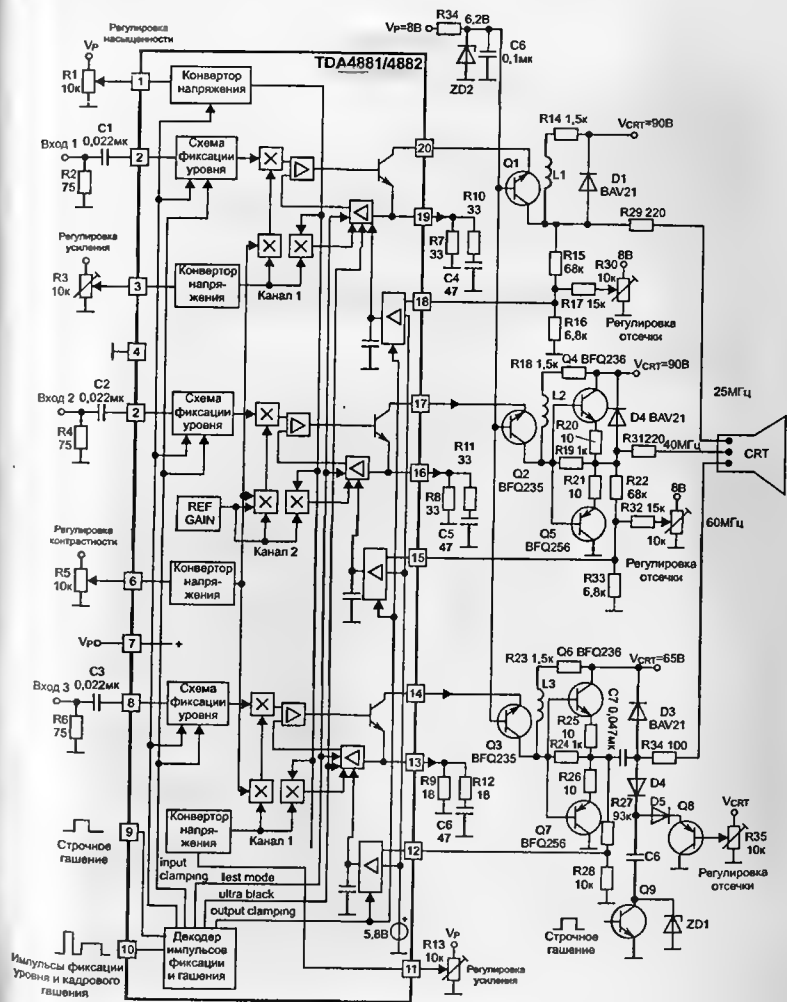 Регулировка
насыщенности
VP
R1
10к
1
Конвертор
напряжения
TDA4881/4882
VP=8В
R34
6,2В
C6
0,1мк
ZD2
C1
0,022мк
Вход 1
2
R2
75
Схема
фиксации
уровня
20
Q1
R14 1,5к
VCRT=90В
L1
D1
BAV21
R29 220
19
R10
33
R7
33
C4
47
Регулировка
усиления
R3
10к
3
Конвертор
напряжения
Канал 1
18
R15
68к
R30
10к
8В
R17 15к
R16
6,8к
Регулировка
отсечки
4
C2
0,022мк
Вход 2
2
R4
75
Схема
фиксации
уровня
17
R18 1,5к
Q4 BFQ236
VCRT=90В
L2
D4 BAV21
25МГц
R20
10
R19 1к
R31220
40МГц
CRT
60МГц
Q2
BFQ235
R21
10
R22
68к
8В
R32 15к
10к
Регулировка
отсечки
16
R11
33
R8
33
C5
47
Q5
BFQ256
REF
GAIN
Канал 2
15
R33
6,8к
Регулировка
контрастности
R5
10к
6
Конвертор
напря-
жения
VP
7
+
C3
0,022мк
Вход 3
8
R6
75
Схема
фиксации
уровня
14
R23 1,5к
Q6 BFQ236
VCRT=65В
L3
C7 0,047мк
D3
BAV21
R25
10
R24 1к
R34 100
Q3
BFQ235
13
R9
18
R12
18
C6
47
R26
10
Q7
BFQ256
R27
93к
D4
D5
Q8
VCRT
R35
10к
Регулировка
отсечки
Конвертор
напря-
жения
Канал 1
12
R28
10к
C6
Q9
ZD1
Строчное
гашение
9
Строчное
гашение
input
clamping
test mode
ultra black
output clamping
5,8В
+
10
Декодер
импульсов
фиксации
и гашения
Импульсы фиксации
уровня и кадрового
гашения
11
R13
10к
VP
Регулировка
усиления